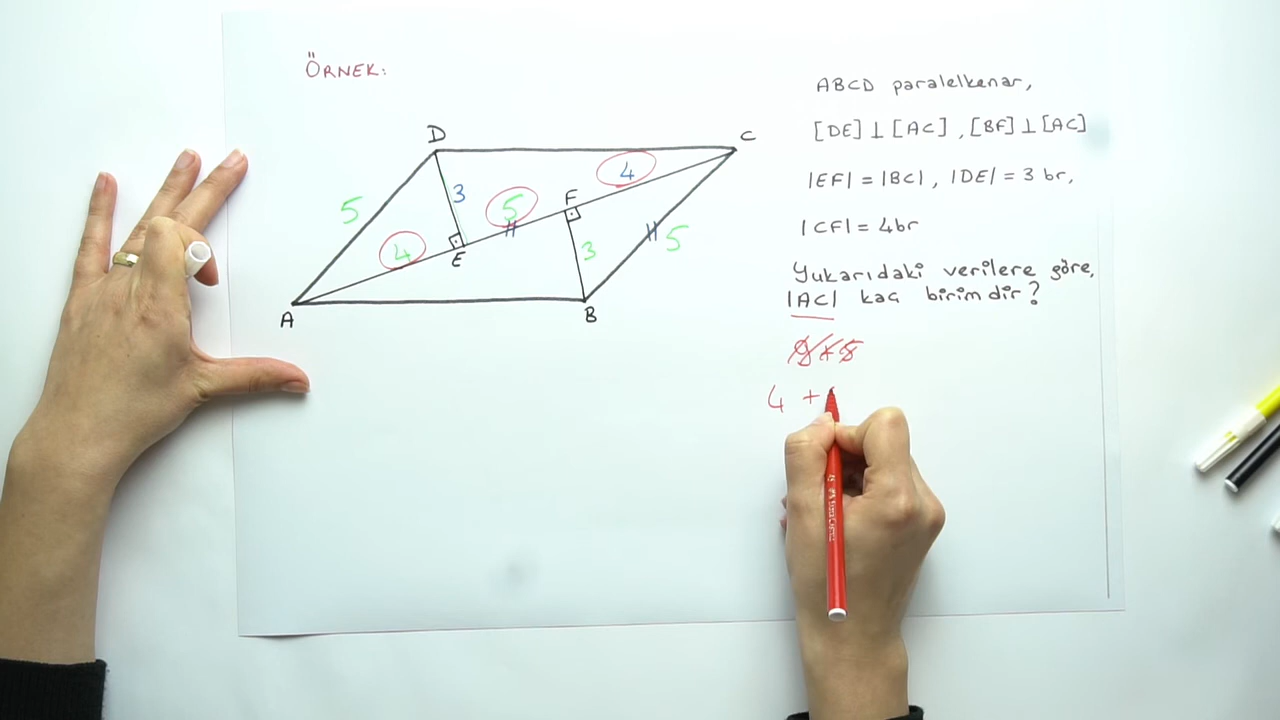 ÖRNEK:
ABCD paralelkenar,
[DE] ⊥ [AC] , [BF] ⊥ [AC]
|EF| = |BC| , |DE| = 3 br,
|CF| = 4br
Yukarıdaki verilere göre,
|AC| kaç birimdir?
4 +
D
C
5
3
5
4
F
4
E
3
5
A
B